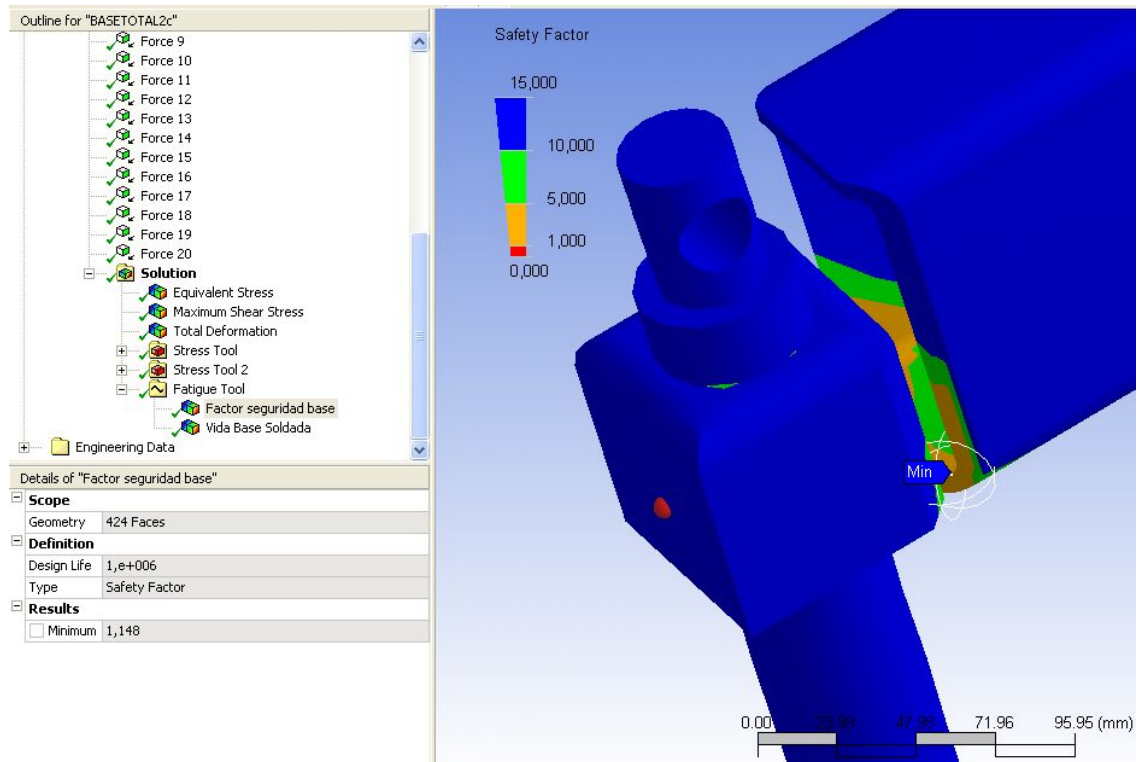 Outline for "BASETOTAL2c"
Force 9
Force 10
Force 11
Force 12
Force 13
Force 14
Force 15
Force 16
Force 17
Force 18
Force 19
Force 20
Solution
Equivalent Stress
Maximum Shear Stress
Total Deformation
Stress Tool
Stress Tool 2
Fatigue Tool
Factor seguridad base
Vida Base Soldada
Engineering Data
Details of "Factor seguridad base"
Scope
Geometry 424 Faces
Definition
Design Life 1,e+006
Type Safety Factor
Results
Minimum 1,148
Safety Factor
15,000
10,000
5,000
1,000
0,000
Min
0.00 23.99 47.98 71.96 95.95 (mm)